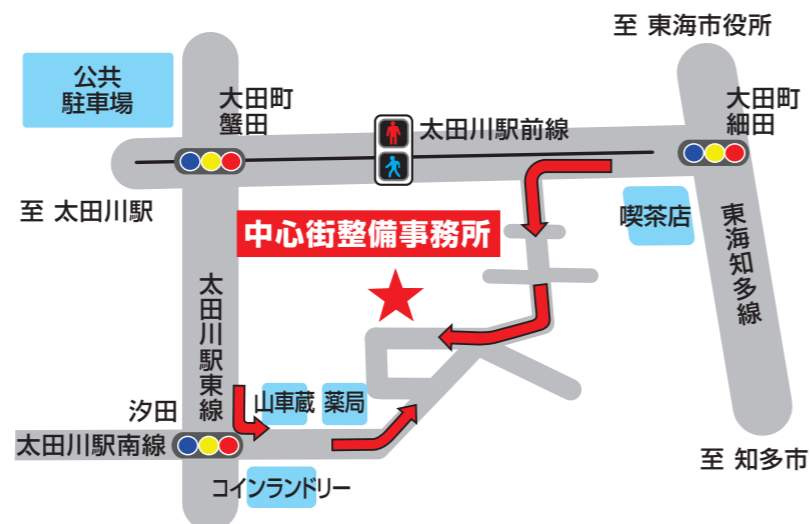 至 東海市役所
公共
駐車場
大田町
蟹田
太田川駅前線
大田町
細田
至 太田川駅
中心街整備事務所
喫茶店
東海知多線
太田川駅東線
汐田
山車蔵
薬局
太田川駅南線
至 知多市
コインランドリー